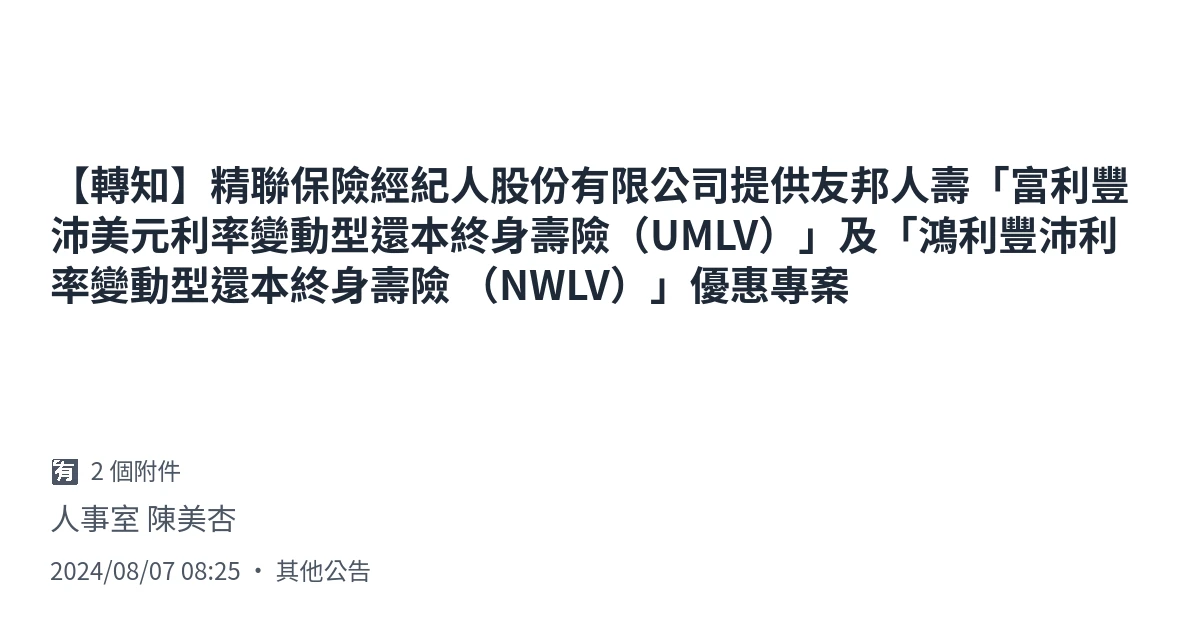 【轉知】精聯保險經紀人股份有限公司提供友邦人壽「富利豐
沛美元利率變動型還本終身壽險（UMLV）」及「鴻利豐沛利
率變動型還本終身壽險 （NWLV）」優惠專案
🈶 2 個附件
人事室 陳美杏
2024/08/07 08:25 ・ 其他公告